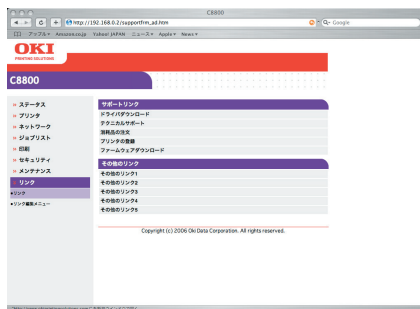 C8800
http://192.168.0.2/supportfrm_ad.htm
Google
アップル▾ Amazon.co.jp Yahoo! JAPAN ニュース▾ Apple▾ News▾
OKI
PRINTING SOLUTIONS
C8800
ステータス
プリンタ
ネットワーク
ジョブリスト
印刷
セキュリティ
メンテナンス
リンク
●リンク
●リンク編集メニュー
サポートリンク
ドライバダウンロード
テクニカルサポート
消耗品の注文
プリンタの登録
ファームウェアダウンロード
その他のリンク
その他のリンク1
その他のリンク2
その他のリンク3
その他のリンク4
その他のリンク5
Copyright (c) 2006 Oki Data Corporation. All rights reserved.